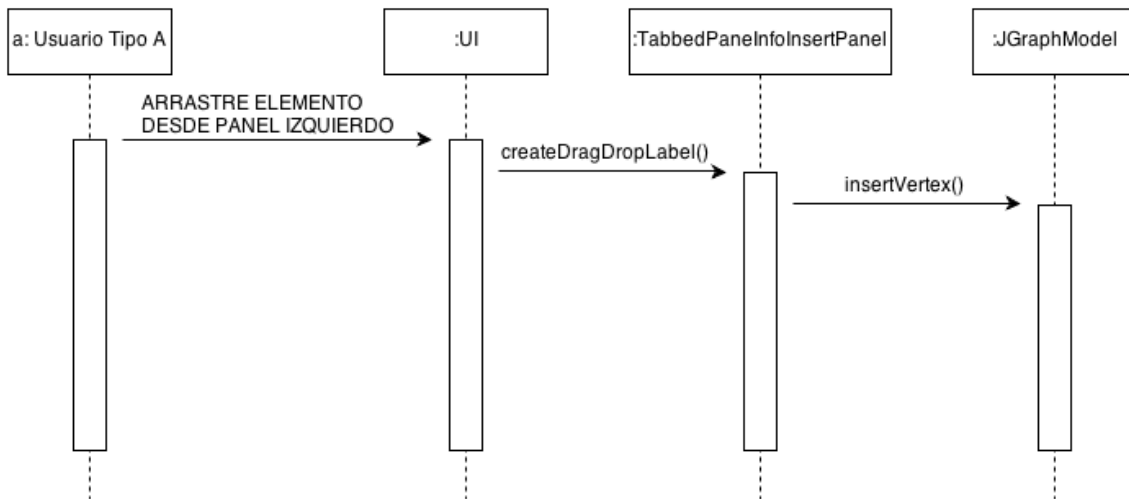 a: Usuario Tipo A
:UI
:TabbedPaneInfoInsertPanel
:JGraphModel
ARRASTRE ELEMENTO
DESDE PANEL IZQUIERDO
createDragDropLabel()
insertVertex()